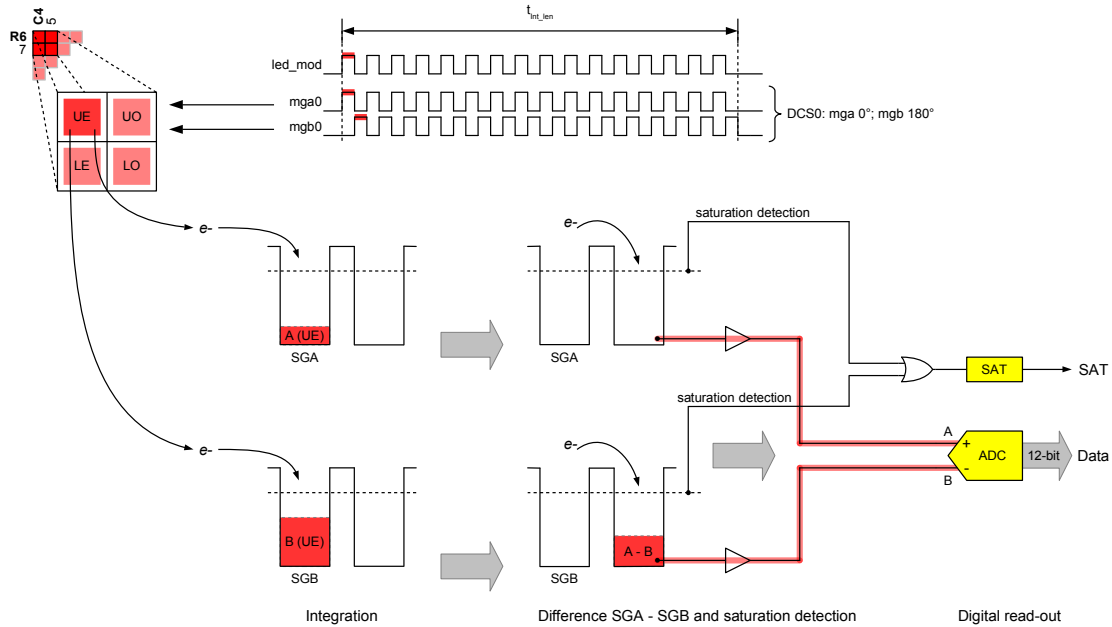 C4
5
R6
7
t int_len
led_mod
mga0
mgb0
DCS0: mga 0°; mgb 180°
UE
UO
LE
LO
e-
e-
saturation detection
A (UE)
SGA
SGA
saturation detection
SAT
SAT
e-
e-
A
+
ADC
12-bit
Data
-
B
B (UE)
A - B
SGB
SGB
Integration
Difference SGA - SGB and saturation detection
Digital read-out